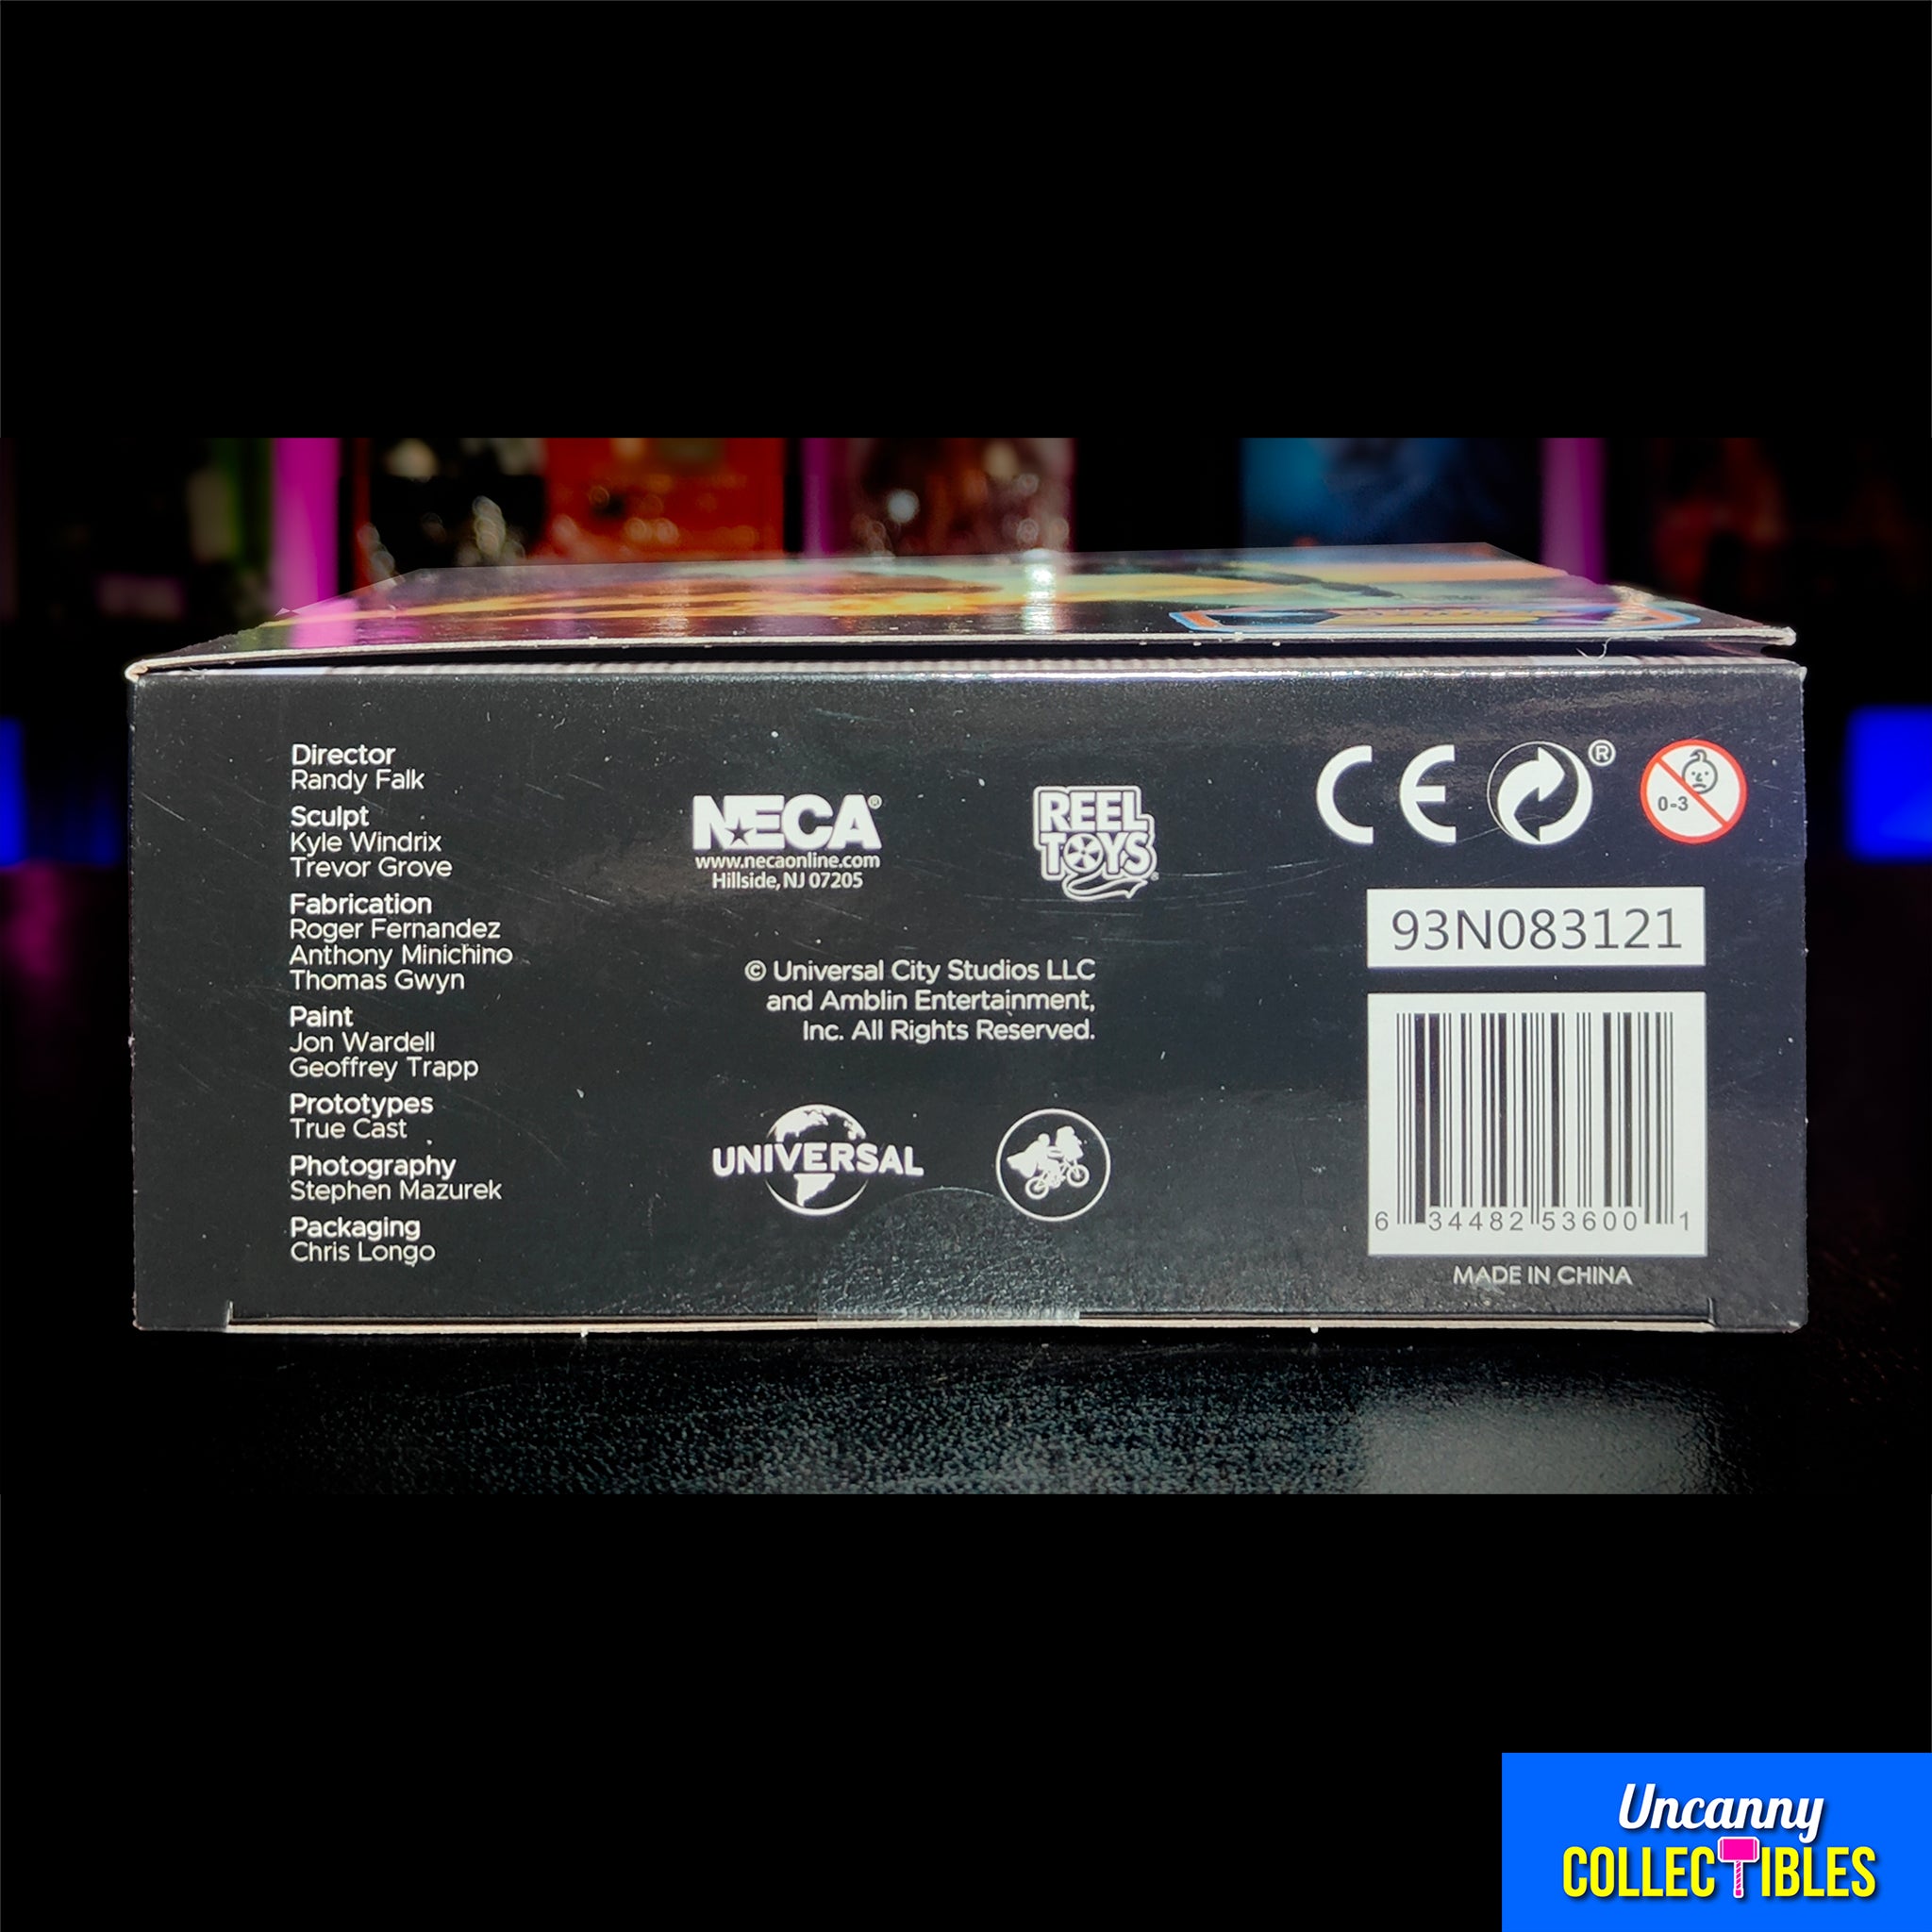 Director
Randy Falk
Sculpt
Kyle Windrix
Trevor Grove
Fabrication
Roger Fernandez
Anthony Minichino
Thomas Gwyn
Paint
Jon Wardell
Geoffrey Trapp
Prototypes
True Cast
Photography
Stephen Mazurek
Packaging
Chris Longo
NECA®
www.necaonline.com
Hillside, NJ 07205
REEL
TOYS®
© Universal City Studios LLC
and Amblin Entertainment,
Inc. All Rights Reserved.
UNIVERSAL
CE ®
0-3
93N083121
6 34482 53600 1
MADE IN CHINA
Uncanny
COLLECTIBLES